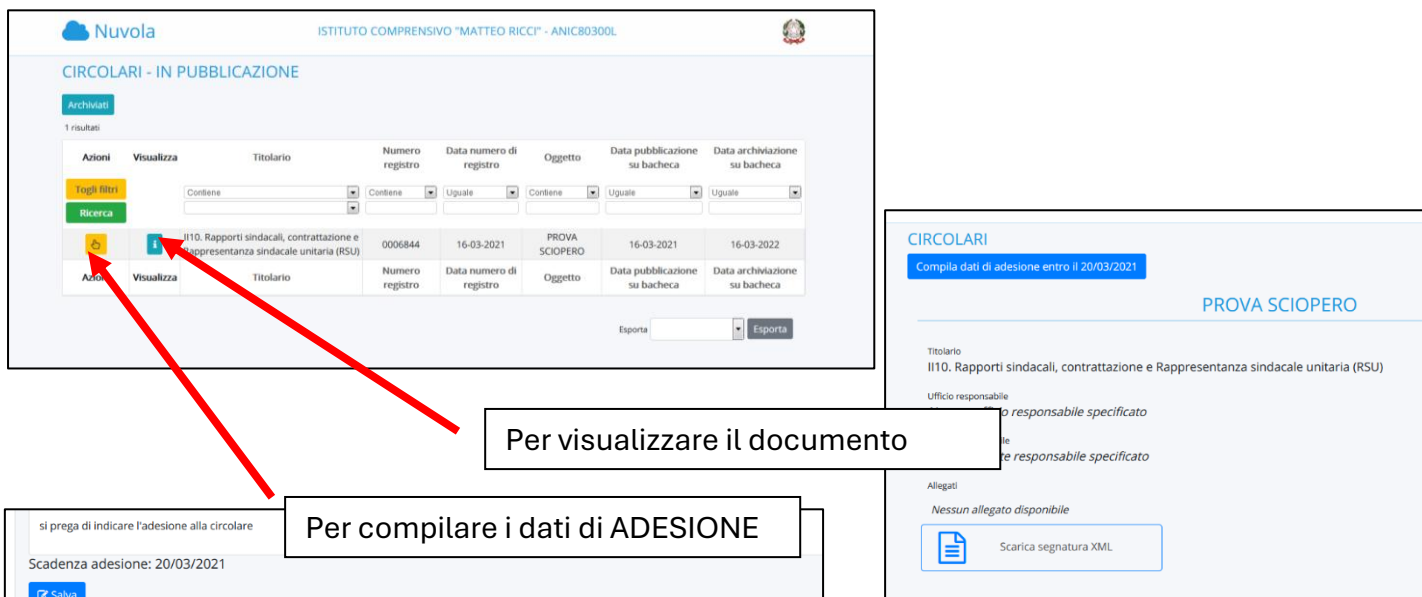 Nuvola
ISTITUTO COMPRENSIVO "MATTEO RICCI" - ANIC80300L
CIRCOLARI - IN PUBBLICAZIONE
Archiviati
1 risultati
Azioni Visualizza Titolario Numero registro Data numero di registro Oggetto Data pubblicazione su bacheca Data archiviazione su bacheca
Togli filtri Contiene Contiene Uguale Contiene Uguale Uguale
Ricerca
II10. Rapporti sindacali, contrattazione e Rappresentanza sindacale unitaria (RSU) 0006844 16-03-2021 PROVA SCIOPERO 16-03-2021 16-03-2022
Visualizza Titolario Numero registro Data numero di registro Oggetto Data pubblicazione su bacheca Data archiviazione su bacheca
Esporta Esporta
Per visualizzare il documento
Per compilare i dati di ADESIONE
si prega di indicare l'adesione alla circolare
Scadenza adesione: 20/03/2021
Salva
CIRCOLARI
Compila dati di adesione entro il 20/03/2021
PROVA SCIOPERO
Titolario
II10. Rapporti sindacali, contrattazione e Rappresentanza sindacale unitaria (RSU)
Ufficio responsabile
responsabile specificato
responsabile specificato
Allegati
Nessun allegato disponibile
Scarica segnatura XML